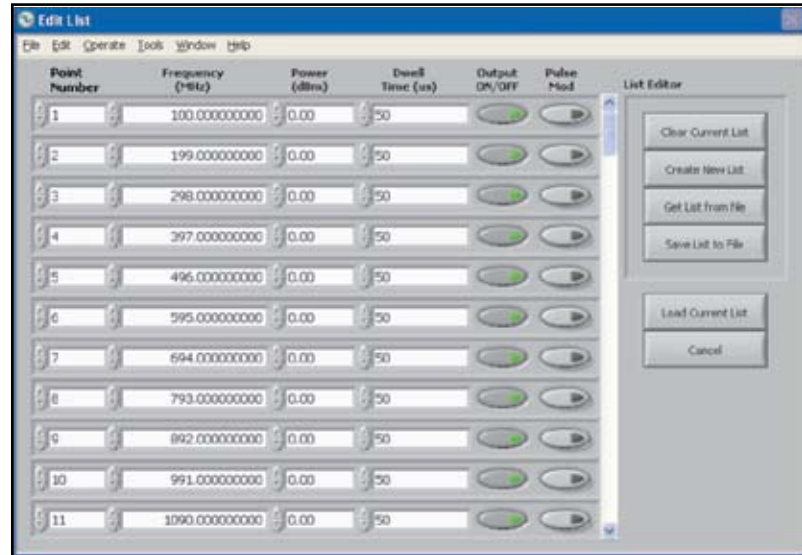 Edit List
File Edit Operate Tools Window Help
Point Number Frequency (MHz) Power (dBm) Dwell Time (us) Output ON/OFF Pulse Mod
List Editor
1 100.000000000 0.00 50
2 199.000000000 0.00 50
3 298.000000000 0.00 50
4 397.000000000 0.00 50
5 496.000000000 0.00 50
6 595.000000000 0.00 50
7 694.000000000 0.00 50
8 793.000000000 0.00 50
9 892.000000000 0.00 50
10 991.000000000 0.00 50
11 1090.000000000 0.00 50
Clear Current List
Create New List
Get List from File
Save List to File
Load Current List
Cancel